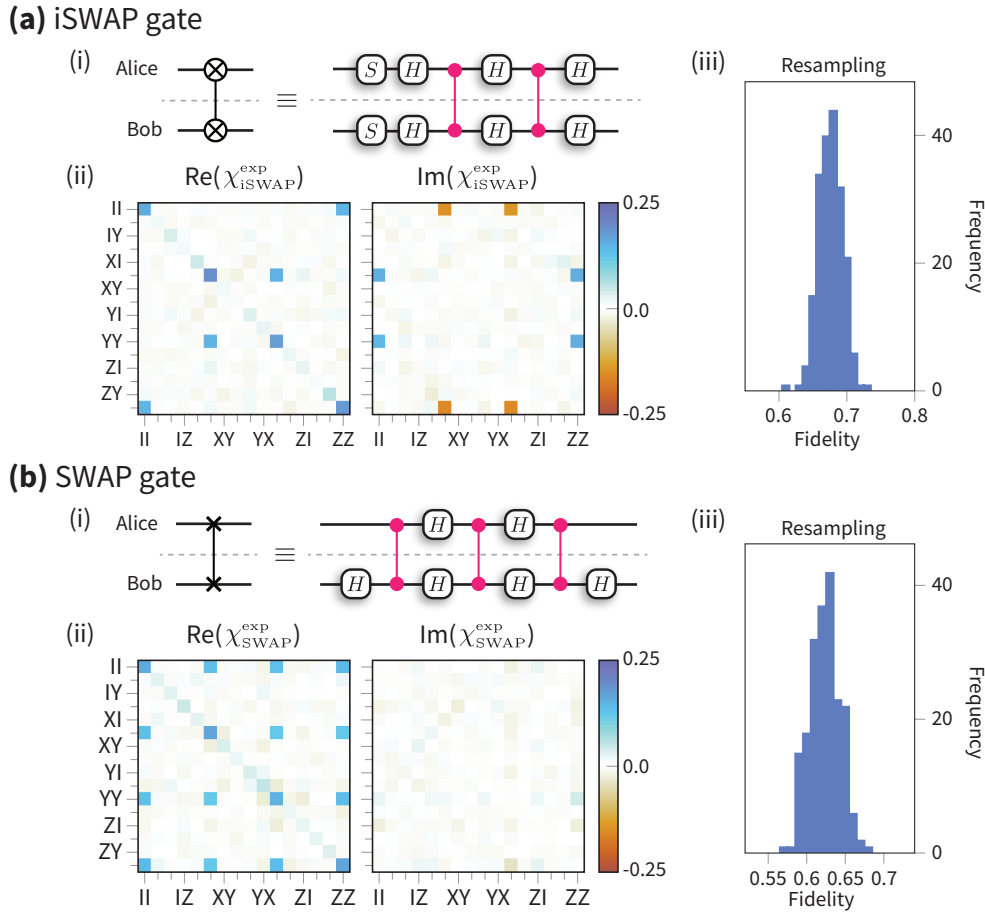 (a) iSWAP gate
(i)
Alice
Bob
≡
S H H H
S H H H
(ii)
Re(χ^exp_iSWAP)
Im(χ^exp_iSWAP)
II
IY
XI
XY
YI
YY
ZI
ZY
II IZ XY YX ZI ZZ
II IZ XY YX ZI ZZ
0.25
0.0
-0.25
(iii)
Resampling
40
20
0
Frequency
0.6 0.7 0.8
Fidelity
(b) SWAP gate
(i)
Alice
Bob
≡
H H
H H H H
(ii)
Re(χ^exp_SWAP)
Im(χ^exp_SWAP)
II
IY
XI
XY
YI
YY
ZI
ZY
II IZ XY YX ZI ZZ
II IZ XY YX ZI ZZ
0.25
0.0
-0.25
(iii)
Resampling
40
20
0
Frequency
0.55 0.6 0.65 0.7
Fidelity